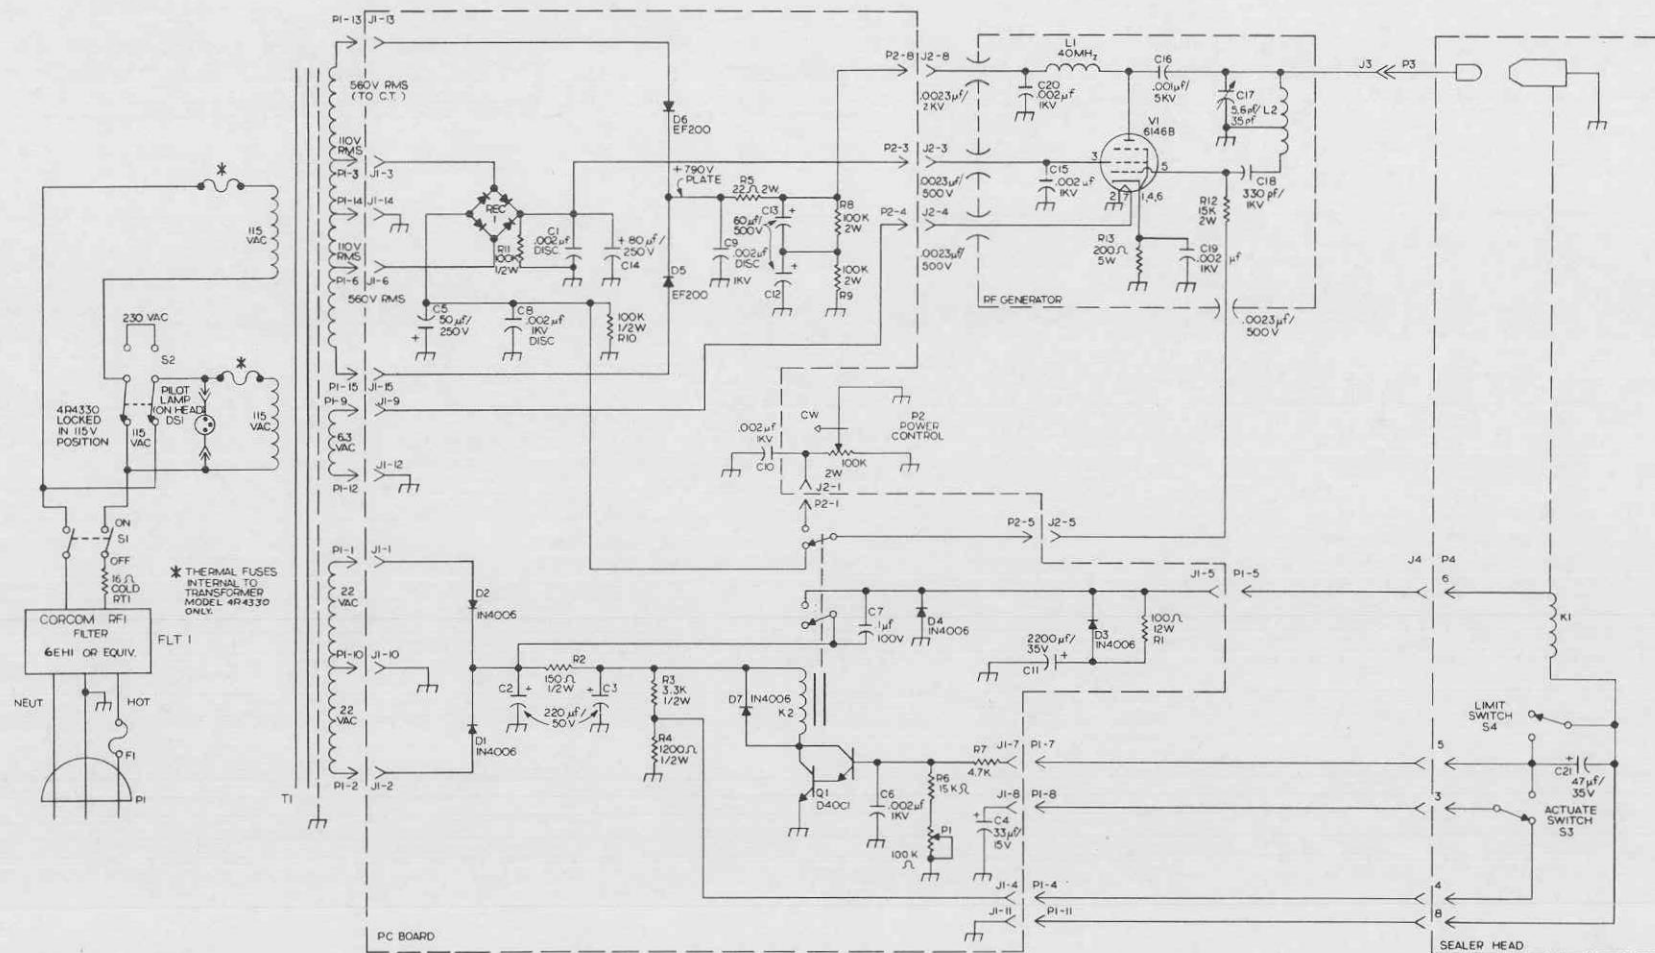 P1-13 J1-13
560V RMS
(TO C.T.)
110V
RMS
P1-3 J1-3
P1-14 J1-14
110V
RMS
P1-6 J1-6
560V RMS
P1-15 J1-15
P1-9 J1-9
6.3
VAC
J1-12
P1-12
P1-1 J1-1
22
VAC
P1-10 J1-10
22
VAC
P1-2 J1-2
T1
*
115
VAC
230 VAC
S2
*
PILOT
LAMP
(ON HEAD)
DS1
4R4330
LOCKED
IN 115V
POSITION
115
VAC
115
VAC
ON
S1
OFF
16 Ω
COLD
RT1
* THERMAL FUSES
INTERNAL TO
TRANSFORMER
MODEL 4R4330
ONLY.
CORCOM RFI
FILTER
6EH1 OR EQUIV.
FLT 1
NEUT
HOT
F1
P1
D6
EF200
+790V
PLATE
REC
1
R11
100K
1/2W
C1
.002µf
DISC
+80µf/
250V
C14
R5
22Ω 2W
60µf/
500V
C13
+
C9
.002µf
DISC
1KV
C12
+
R8
100K
2W
100K
2W
R9
D5
EF200
C5
50µf/
250V
+
C8
.002µf
1KV
DISC
100K
1/2W
R10
P2-8 J2-8
P2-3 J2-3
P2-4 J2-4
.0023µf/
2KV
.0023µf/
500V
.0023µf/
500V
L1
40MHz
C20
.002µf
1KV
C16
.001µf/
5KV
C17
5.6pf/
35pf
L2
V1
6146B
3
5
2, 7
1,4,6
C15
.002µf
1KV
C18
330 pf/
1KV
R12
15K
2W
R13
200Ω
5W
C19
.002 µf
1KV
RF GENERATOR
.0023µf/
500V
J3 P3
CW
P2
POWER
CONTROL
.002µf
1KV
C10
100K
2W
J2-1
P2-1
P2-5 J2-5
D2
IN4006
C7
.1µf
100V
D4
IN4006
D3
IN4006
100Ω
12W
R1
2200µf/
35V
+
C11
J1-5 P1-5
J4 P4
6
K1
R2
150Ω
1/2W
C2
+
C3
+
220µf/
50V
R3
3.3K
1/2W
R4
1200Ω
1/2W
D7 IN4006
K2
D1
IN4006
Q1
D40C1
C6
.002µf
1KV
R6
15KΩ
P1
100K
Ω
R7
4.7K
J1-7 P1-7
J1-8 P1-8
+
C4
33µf/
15V
J1-4 P1-4
J1-11 P1-11
5
3
4
8
LIMIT
SWITCH
S4
+
C21
47µf/
35V
ACTUATE
SWITCH
S3
PC BOARD
SEALER HEAD